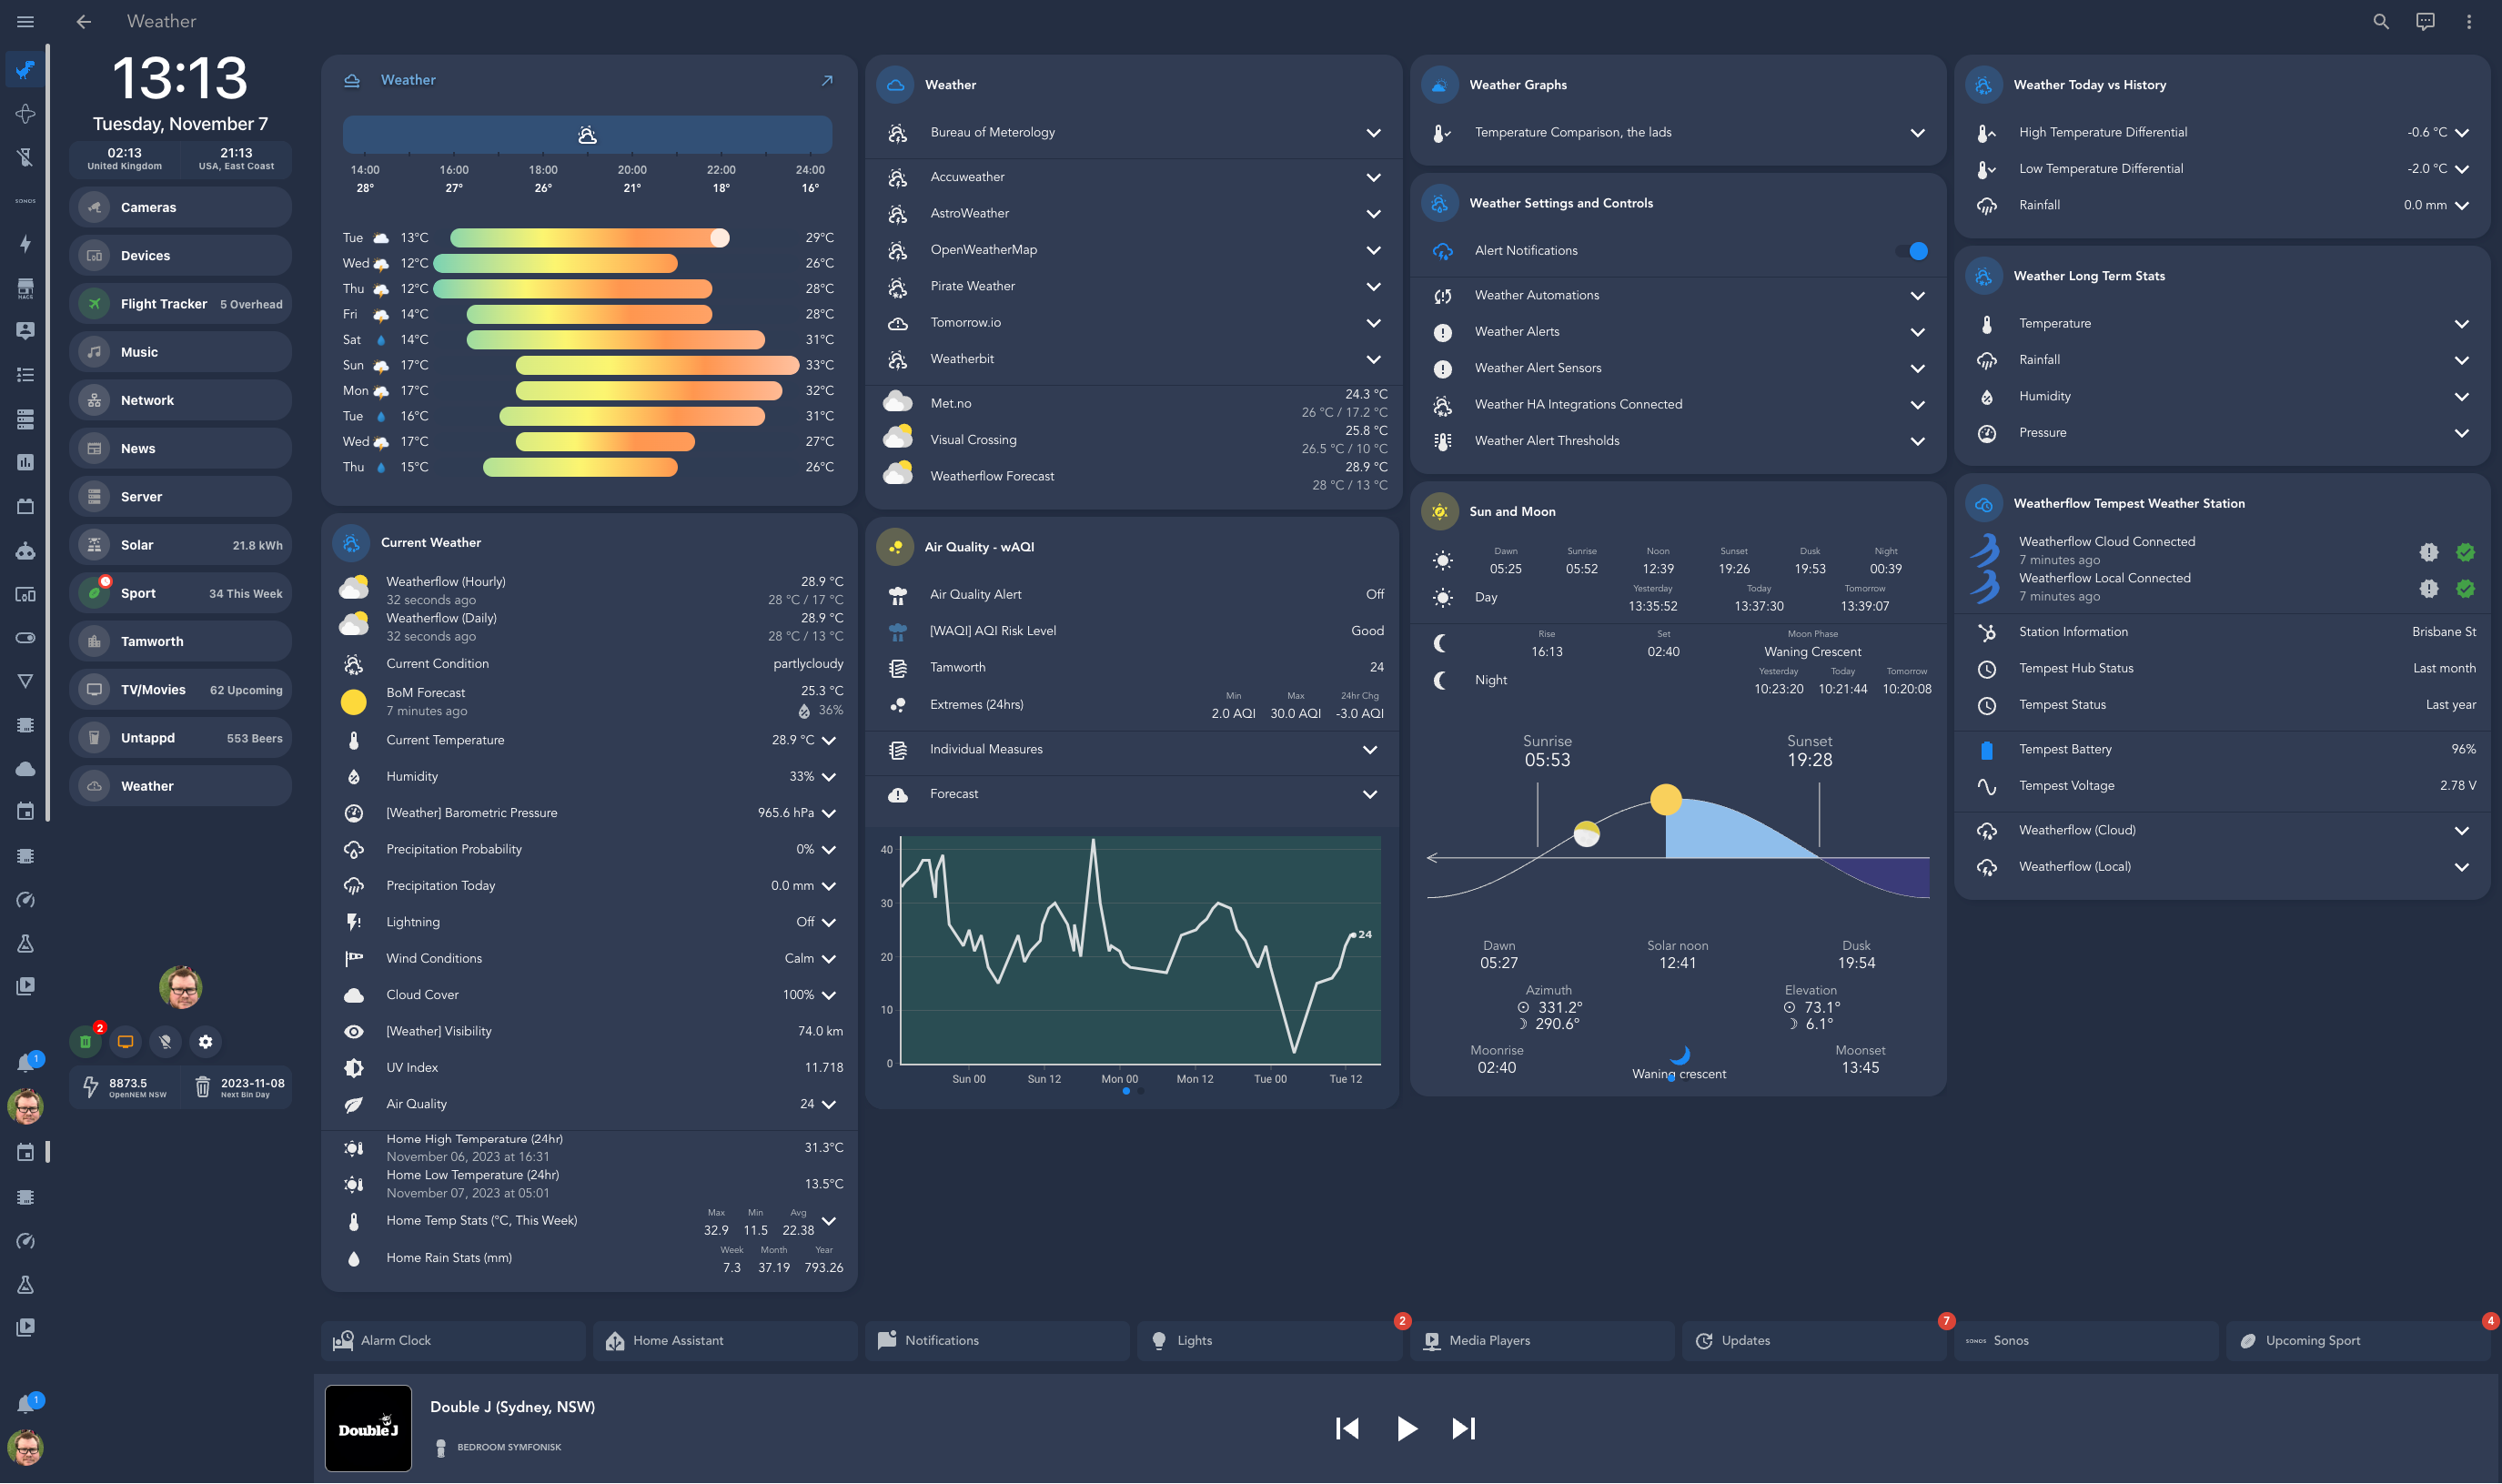 Weather
13:13
Tuesday, November 7
02:13
United Kingdom
21:13
USA, East Coast
SONOS
HACS
Cameras
Devices
Flight Tracker 5 Overhead
Music
Network
News
Server
Solar 21.8 kWh
Sport 34 This Week
Tamworth
TV/Movies 62 Upcoming
Untappd 553 Beers
Weather
2
8873.5
OpenNEM NSW
2023-11-08
Next Bin Day
1
1
Weather
14:00 16:00 18:00 20:00 22:00 24:00
28° 27° 26° 21° 18° 16°
Tue 13°C 29°C
Wed 12°C 26°C
Thu 12°C 28°C
Fri 14°C 28°C
Sat 14°C 31°C
Sun 17°C 33°C
Mon 17°C 32°C
Tue 16°C 31°C
Wed 17°C 27°C
Thu 15°C 26°C
Current Weather
Weatherflow (Hourly) 28.9 °C
32 seconds ago 28 °C / 17 °C
Weatherflow (Daily) 28.9 °C
32 seconds ago 28 °C / 13 °C
Current Condition partlycloudy
BoM Forecast 25.3 °C
7 minutes ago 36%
Current Temperature 28.9 °C
Humidity 33%
[Weather] Barometric Pressure 965.6 hPa
Precipitation Probability 0%
Precipitation Today 0.0 mm
Lightning Off
Wind Conditions Calm
Cloud Cover 100%
[Weather] Visibility 74.0 km
UV Index 11.718
Air Quality 24
Home High Temperature (24hr) 31.3°C
November 06, 2023 at 16:31
Home Low Temperature (24hr) 13.5°C
November 07, 2023 at 05:01
Home Temp Stats (°C, This Week)
Max Min Avg
32.9 11.5 22.38
Home Rain Stats (mm)
Week Month Year
7.3 37.19 793.26
Weather
Bureau of Meterology
Accuweather
AstroWeather
OpenWeatherMap
Pirate Weather
Tomorrow.io
Weatherbit
Met.no 24.3 °C
26 °C / 17.2 °C
Visual Crossing 25.8 °C
26.5 °C / 10 °C
Weatherflow Forecast 28.9 °C
28 °C / 13 °C
Air Quality - wAQI
Air Quality Alert Off
[WAQI] AQI Risk Level Good
Tamworth 24
Extremes (24hrs)
Min Max 24hr Chg
2.0 AQI 30.0 AQI -3.0 AQI
Individual Measures
Forecast
40
30
20
10
0
24
Sun 00 Sun 12 Mon 00 Mon 12 Tue 00 Tue 12
Weather Graphs
Temperature Comparison, the lads
Weather Settings and Controls
Alert Notifications
Weather Automations
Weather Alerts
Weather Alert Sensors
Weather HA Integrations Connected
Weather Alert Thresholds
Sun and Moon
Dawn Sunrise Noon Sunset Dusk Night
05:25 05:52 12:39 19:26 19:53 00:39
Day
Yesterday Today Tomorrow
13:35:52 13:37:30 13:39:07
Rise Set Moon Phase
16:13 02:40 Waning Crescent
Night
Yesterday Today Tomorrow
10:23:20 10:21:44 10:20:08
Sunrise Sunset
05:53 19:28
Dawn Solar noon Dusk
05:27 12:41 19:54
Azimuth Elevation
331.2° 73.1°
290.6° 6.1°
Moonrise Moonset
02:40 13:45
Waning crescent
Weather Today vs History
High Temperature Differential -0.6 °C
Low Temperature Differential -2.0 °C
Rainfall 0.0 mm
Weather Long Term Stats
Temperature
Rainfall
Humidity
Pressure
Weatherflow Tempest Weather Station
Weatherflow Cloud Connected
7 minutes ago
Weatherflow Local Connected
7 minutes ago
Station Information Brisbane St
Tempest Hub Status Last month
Tempest Status Last year
Tempest Battery 96%
Tempest Voltage 2.78 V
Weatherflow (Cloud)
Weatherflow (Local)
Alarm Clock
Home Assistant
Notifications
Lights 2
Media Players
Updates 7
SONOS Sonos
Upcoming Sport 4
Double J
Double J (Sydney, NSW)
BEDROOM SYMFONISK